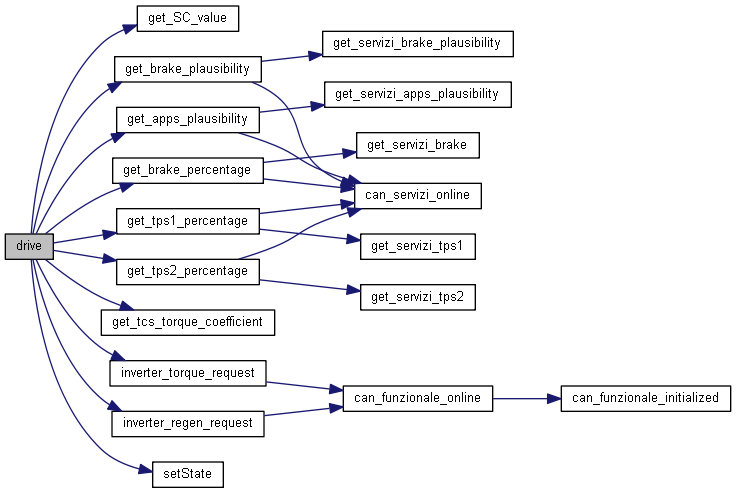 get_SC_value
get_servizi_brake_plausibility
get_brake_plausibility
get_servizi_apps_plausibility
get_apps_plausibility
get_servizi_brake
get_brake_percentage
can_servizi_online
get_tps1_percentage
drive
get_servizi_tps1
get_tps2_percentage
get_servizi_tps2
get_tcs_torque_coefficient
inverter_torque_request
can_funzionale_online
can_funzionale_initialized
inverter_regen_request
setState